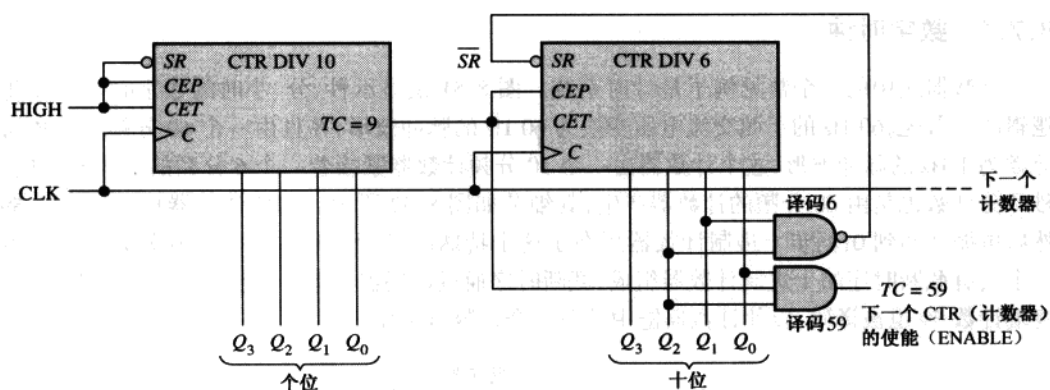 HIGH
CLK
SR
CTR DIV 10
CEP
CET
TC = 9
C
Q3 Q2 Q1 Q0
个位
SR
SR
CTR DIV 6
CEP
CET
C
Q3 Q2 Q1 Q0
十位
下一个
计数器
译码6
译码59
TC = 59
下一个 CTR（计数器）
的使能（ENABLE）